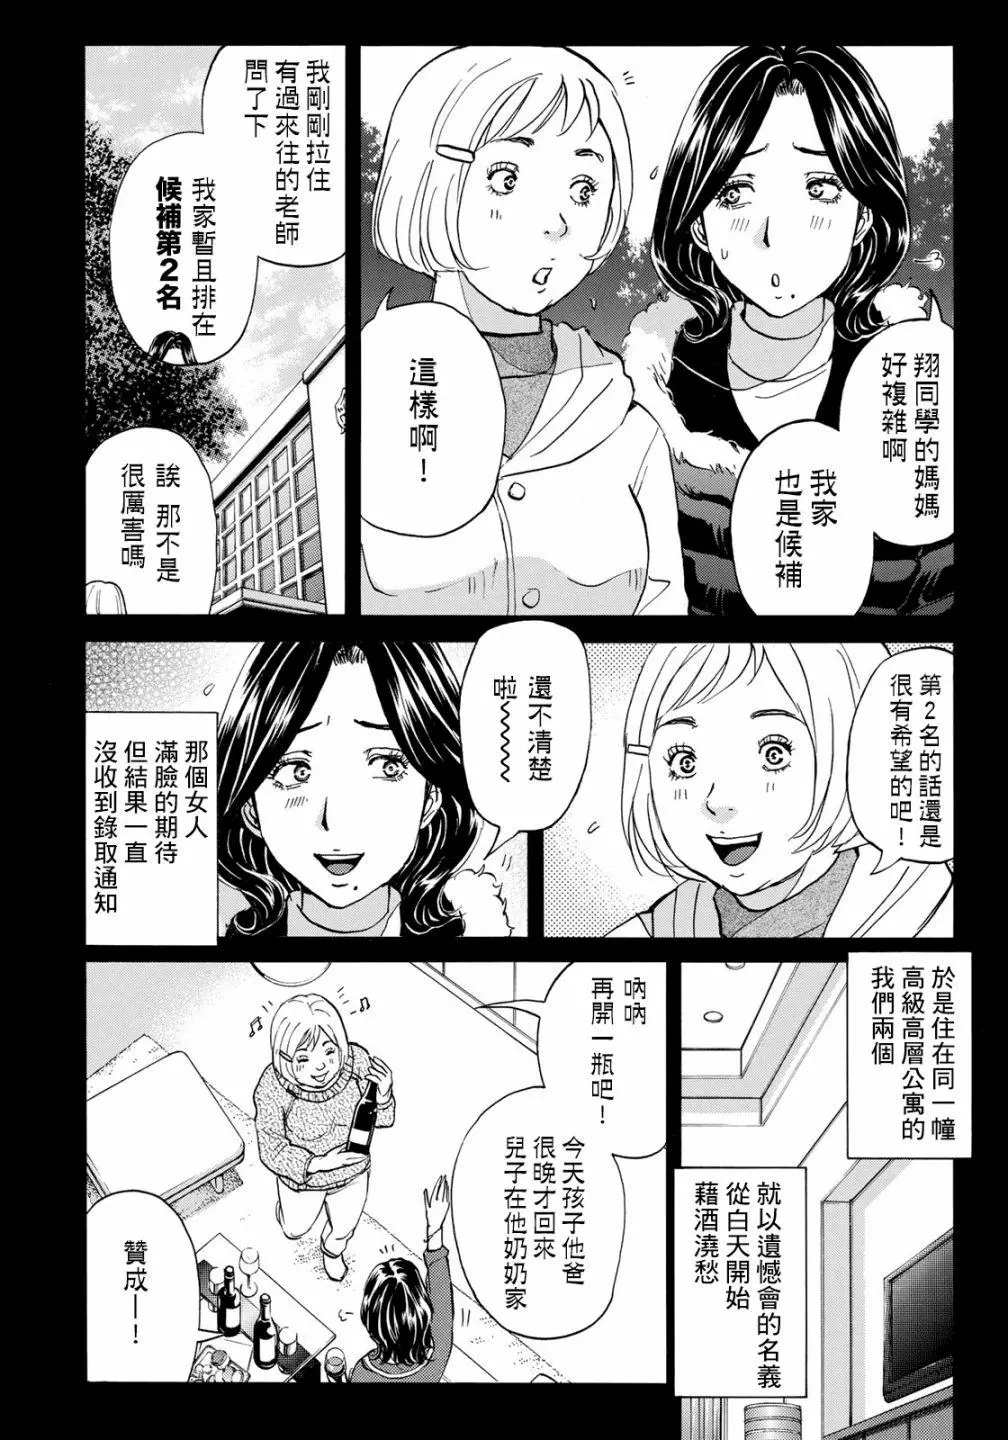 翔同學的媽媽
好複雜啊
我家
也是候補
這樣啊！
我剛剛拉住
有過來往的老師
問了下
我家暫且排在
候補第2名
誒 那不是
很厲害嗎
第2名的話還是
很有希望的吧！
還不清楚
啦～～～～
那個女人
滿臉的期待
但結果一直
沒收到錄取通知
於是住在同一幢
高級高層公寓的
我們兩個
就以遺憾會的名義
從白天開始
藉酒澆愁
吶吶
再開一瓶吧！
今天孩子他爸
很晚才回來
兒子在他奶奶家
贊成—！